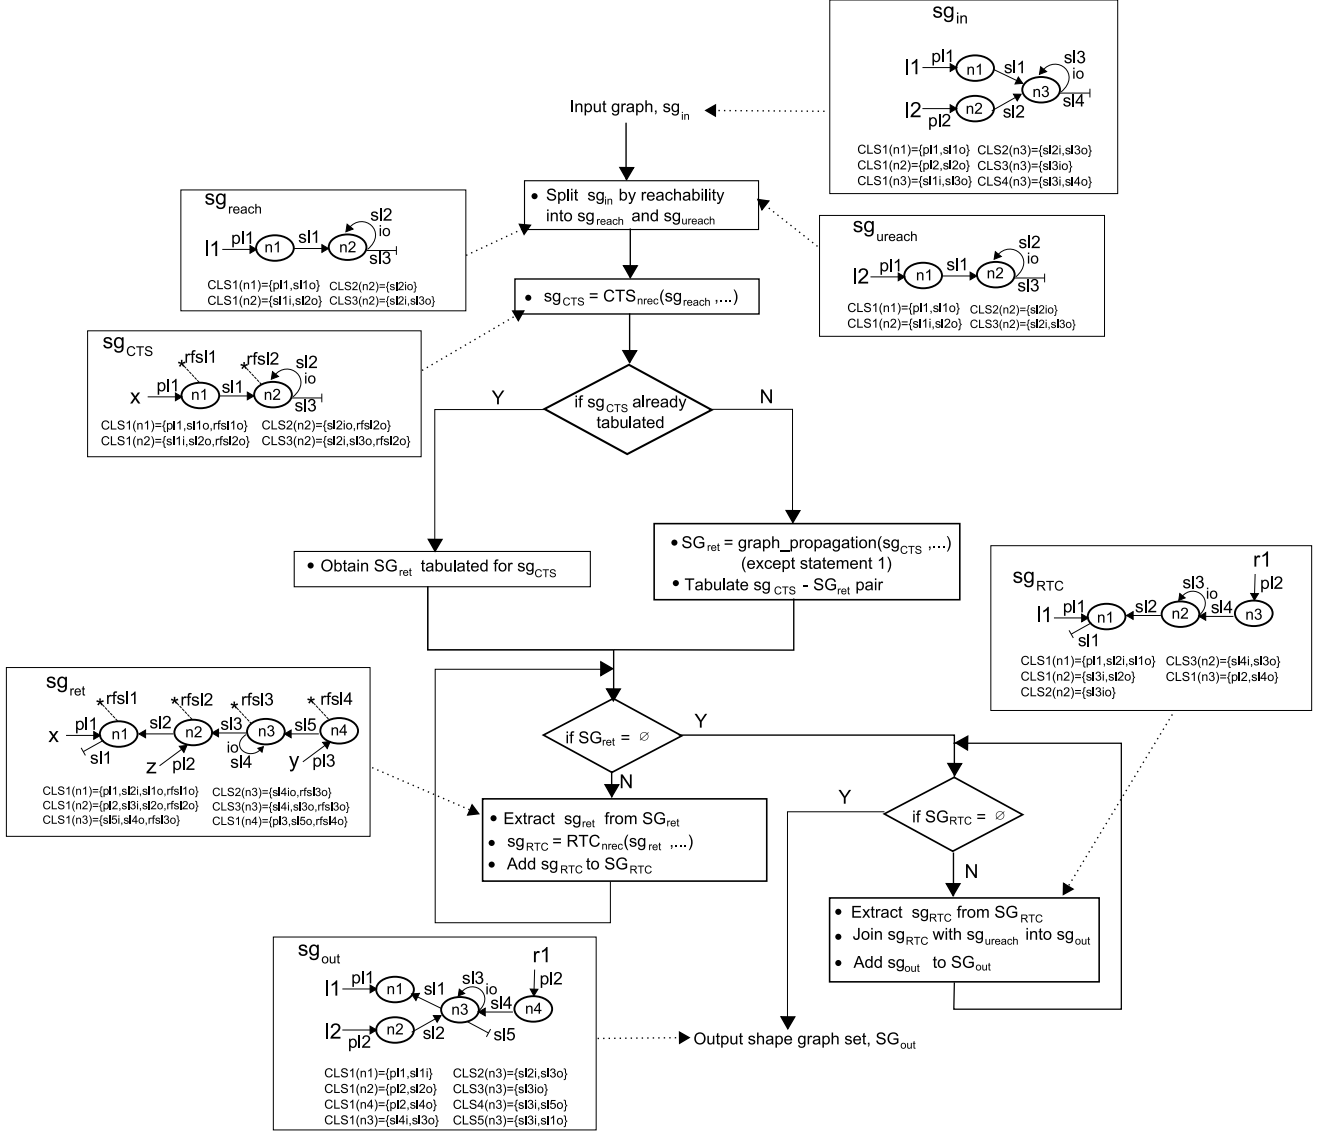 sg_in
l1 pl1 n1 sl1 sl3 io
n3
l2 pl2 n2 sl2 sl4
CLS1(n1)={pl1,sl1o} CLS2(n3)={sl2i,sl3o}
CLS1(n2)={pl2,sl2o} CLS3(n3)={sl3io}
CLS1(n3)={sl1i,sl3o} CLS4(n3)={sl3i,sl4o}
Input graph, sg_in
• Split sg_in by reachability
into sg_reach and sg_ureach
sg_reach
l1 pl1 n1 sl1 n2 sl2 io sl3
CLS1(n1)={pl1,sl1o} CLS2(n2)={sl2io}
CLS1(n2)={sl1i,sl2o} CLS3(n2)={sl2i,sl3o}
sg_ureach
l2 pl1 n1 sl1 n2 sl2 io sl3
CLS1(n1)={pl1,sl1o} CLS2(n2)={sl2io}
CLS1(n2)={sl1i,sl2o} CLS3(n2)={sl2i,sl3o}
• sg_CTS = CTS_nrec(sg_reach ,...)
sg_CTS
*rfsl1 *rfsl2 sl2 io
x pl1 n1 sl1 n2 sl3
CLS1(n1)={pl1,sl1o,rfsl1o} CLS2(n2)={sl2io,rfsl2o}
CLS1(n2)={sl1i,sl2o,rfsl2o} CLS3(n2)={sl2i,sl3o,rfsl2o}
if sg_CTS already
tabulated
Y
N
• Obtain SG_ret tabulated for sg_CTS
• SG_ret = graph_propagation(sg_CTS ,...)
(except statement 1)
• Tabulate sg_CTS - SG_ret pair
sg_RTC
r1
l1 pl1 n1 sl2 n2 sl3 io sl4 n3 pl2
sl1
CLS1(n1)={pl1,sl2i,sl1o} CLS3(n2)={sl4i,sl3o}
CLS1(n2)={sl3i,sl2o} CLS1(n3)={pl2,sl4o}
CLS2(n2)={sl3io}
sg_ret
*rfsl1 *rfsl2 *rfsl3 *rfsl4
x pl1 n1 sl2 n2 sl3 n3 sl5 n4
sl1 z pl2 io sl4 y pl3
CLS1(n1)={pl1,sl2i,sl1o,rfsl1o} CLS2(n3)={sl4io,rfsl3o}
CLS1(n2)={pl2,sl3i,sl2o,rfsl2o} CLS3(n3)={sl4i,sl3o,rfsl3o}
CLS1(n3)={sl5i,sl4o,rfsl3o} CLS1(n4)={pl3,sl5o,rfsl4o}
if SG_ret = ∅
Y
N
• Extract sg_ret from SG_ret
• sg_RTC = RTC_nrec(sg_ret ,...)
• Add sg_RTC to SG_RTC
if SG_RTC = ∅
Y
N
• Extract sg_RTC from SG_RTC
• Join sg_RTC with sg_ureach into sg_out
• Add sg_out to SG_out
sg_out
r1
l1 pl1 n1 sl1 sl3 io pl2
n3 sl4 n4
l2 pl2 n2 sl2 sl5
CLS1(n1)={pl1,sl1i} CLS2(n3)={sl2i,sl3o}
CLS1(n2)={pl2,sl2o} CLS3(n3)={sl3io}
CLS1(n4)={pl2,sl4o} CLS4(n3)={sl3i,sl5o}
CLS1(n3)={sl4i,sl3o} CLS5(n3)={sl3i,sl1o}
Output shape graph set, SG_out